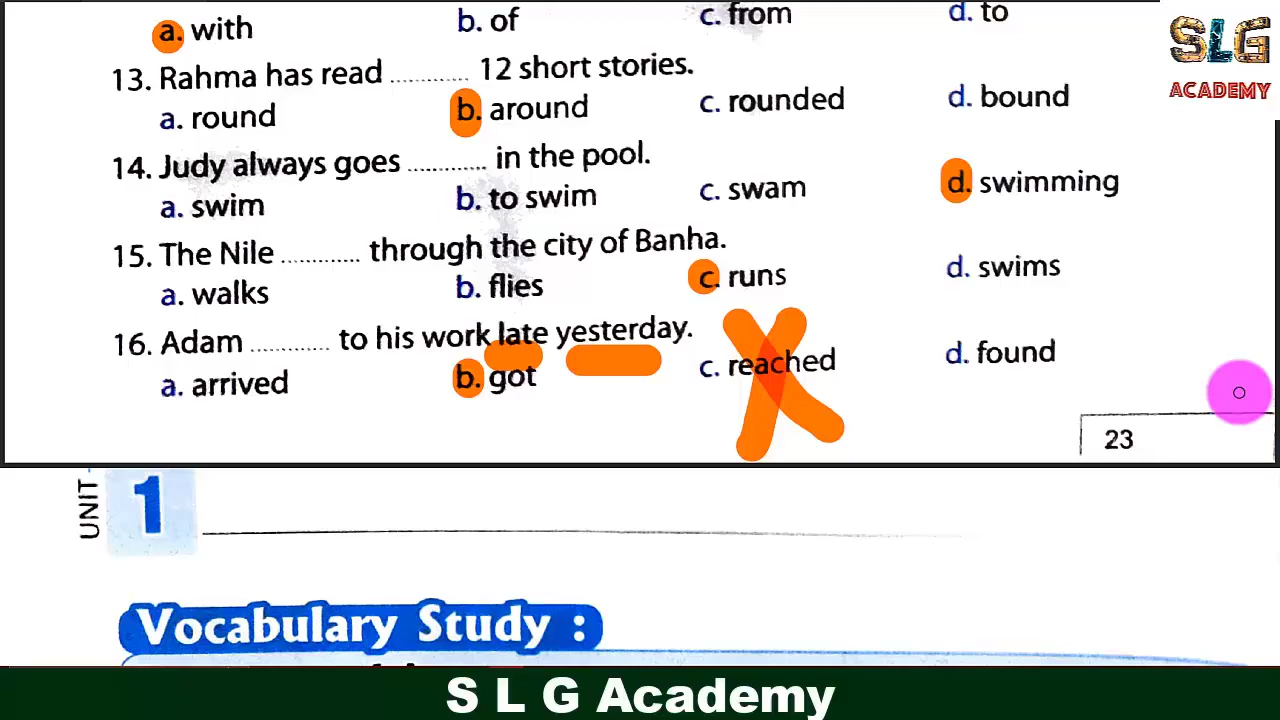 a. with b. of c. from d. to
SLG
ACADEMY
13. Rahma has read ............ 12 short stories.
a. round b. around c. rounded d. bound
14. Judy always goes ............ in the pool.
a. swim b. to swim c. swam d. swimming
15. The Nile ............ through the city of Banha.
a. walks b. flies c. runs d. swims
16. Adam ............ to his work late yesterday.
a. arrived b. got c. reached d. found
23
UNIT
1
Vocabulary Study :
S L G Academy